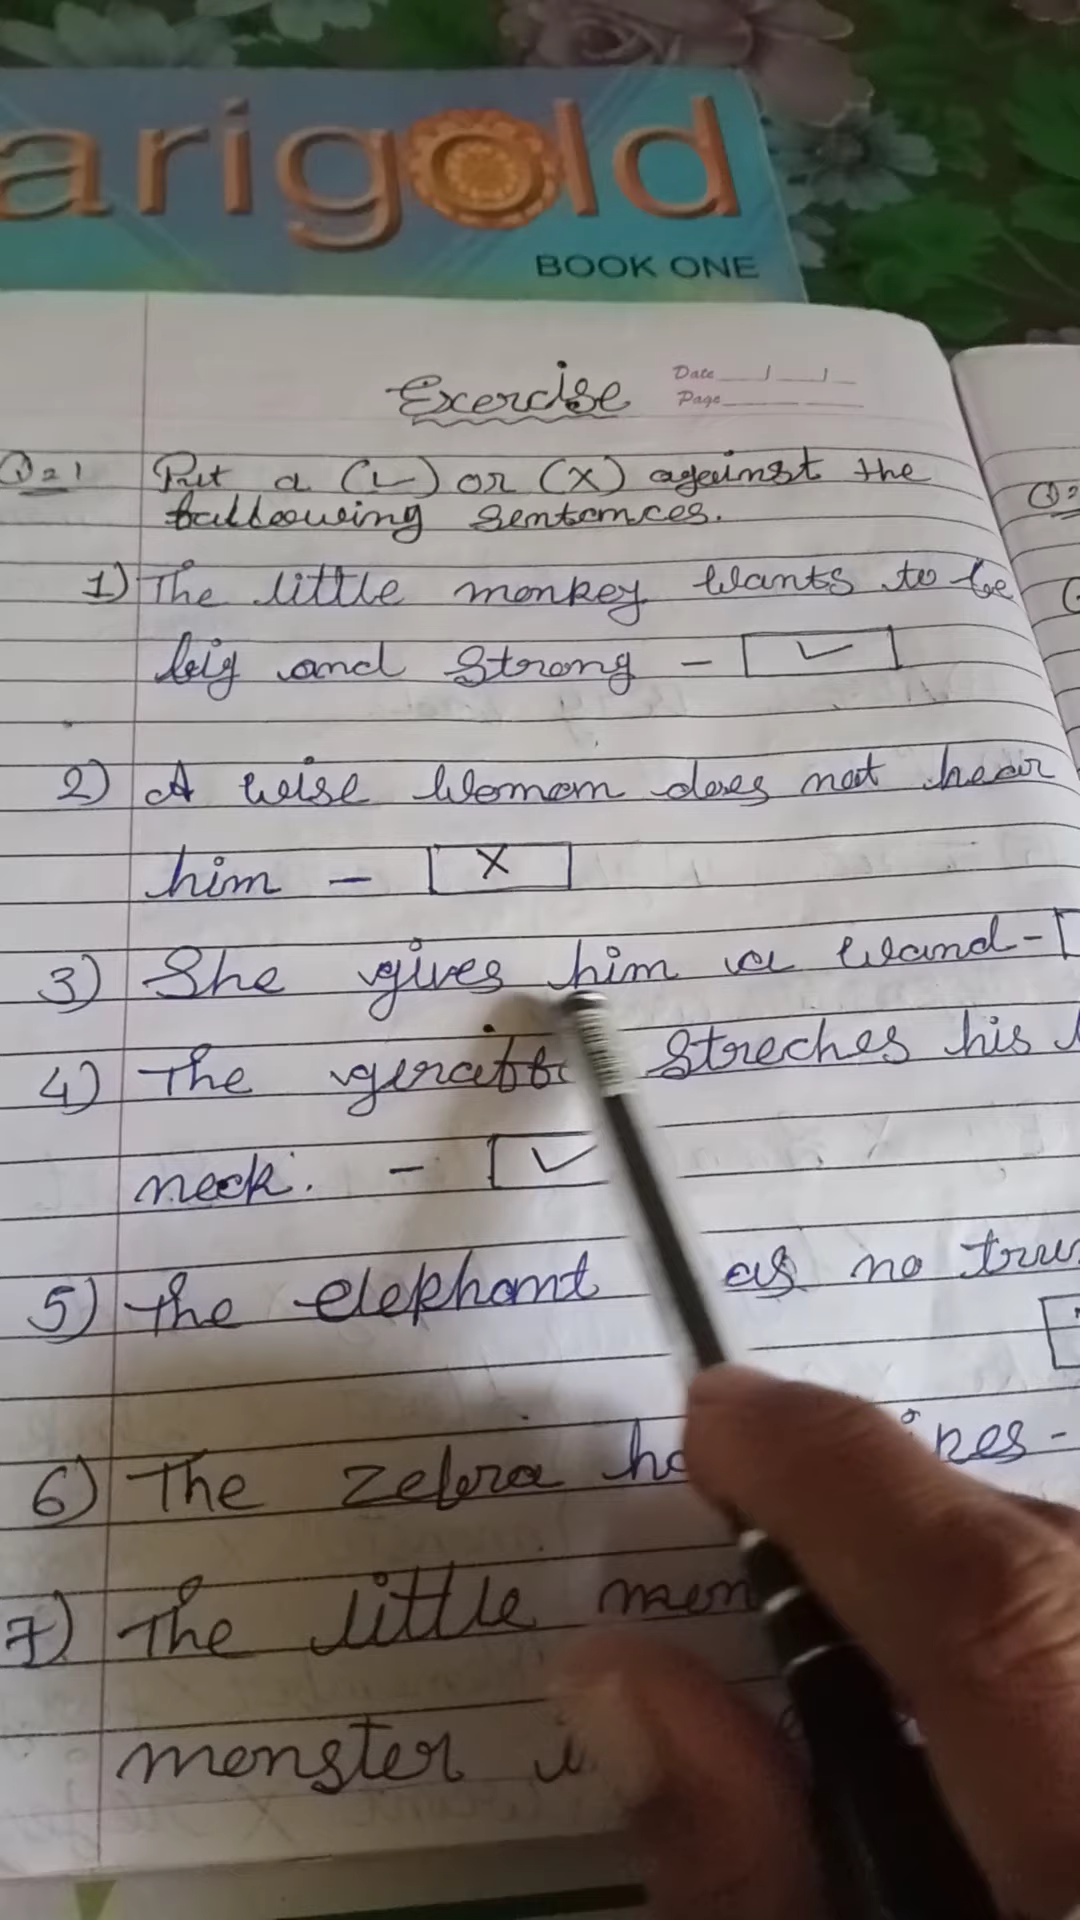 arigold
BOOK ONE
Exercise
Date
Page
Q=1 Put a (✓) or (X) against the
fallowing sentences.
1) The little monkey wants to be
big and strong - ✓
2) A wise woman does not hear
him - X
3) She gives him a wand -
4) The giraffe streches his
neck. - ✓
5) The elephant as no
6) The zebra
7) The little
monster